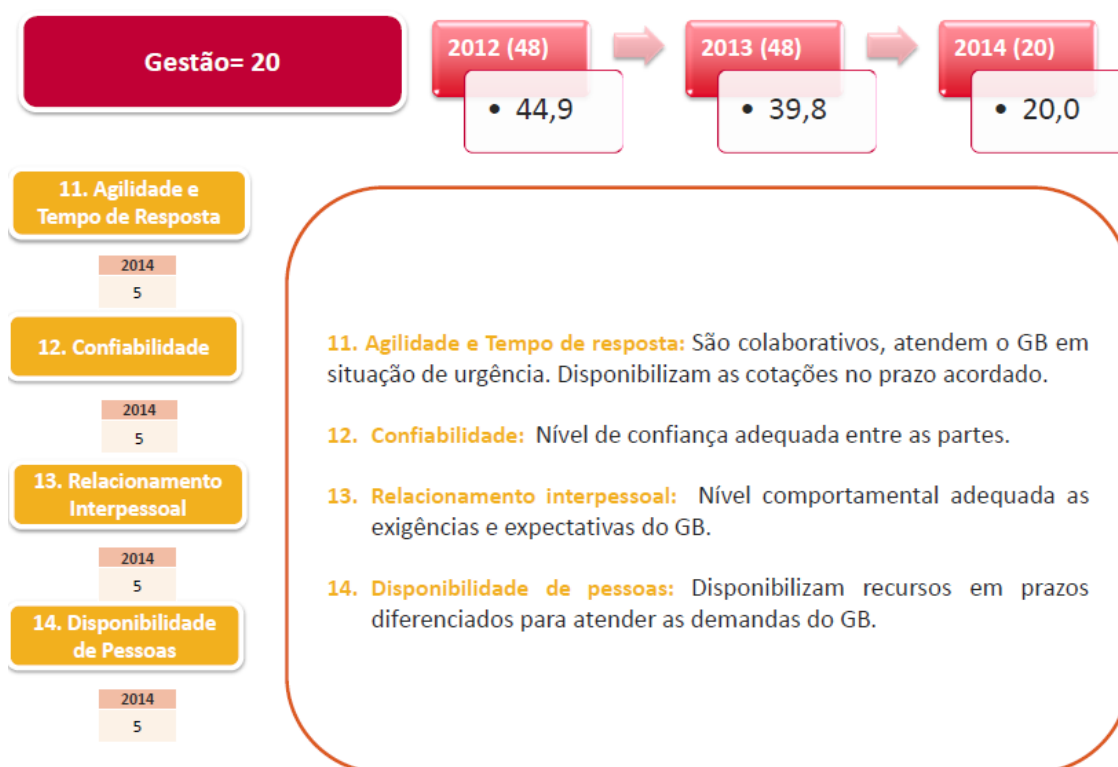 Gestão= 20
2012 (48)
• 44,9
2013 (48)
• 39,8
2014 (20)
• 20,0
11. Agilidade e
Tempo de Resposta
2014
5
12. Confiabilidade
2014
5
13. Relacionamento
Interpessoal
2014
5
14. Disponibilidade
de Pessoas
2014
5
11. Agilidade e Tempo de resposta: São colaborativos, atendem o GB em
situação de urgência. Disponibilizam as cotações no prazo acordado.
12. Confiabilidade: Nível de confiança adequada entre as partes.
13. Relacionamento interpessoal: Nível comportamental adequada as
exigências e expectativas do GB.
14. Disponibilidade de pessoas: Disponibilizam recursos em prazos
diferenciados para atender as demandas do GB.